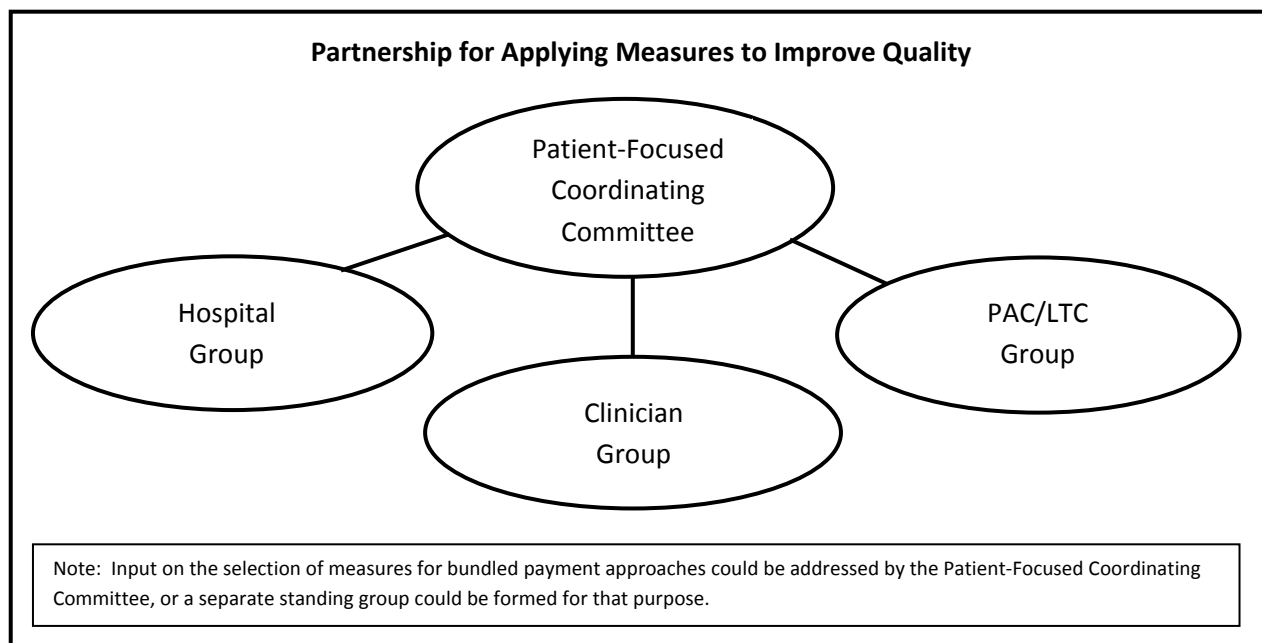 Partnership for Applying Measures to Improve Quality
Patient-Focused
Coordinating
Committee
Hospital
Group
PAC/LTC
Group
Clinician
Group
Note:  Input on the selection of measures for bundled payment approaches could be addressed by the Patient-Focused Coordinating
Committee, or a separate standing group could be formed for that purpose.